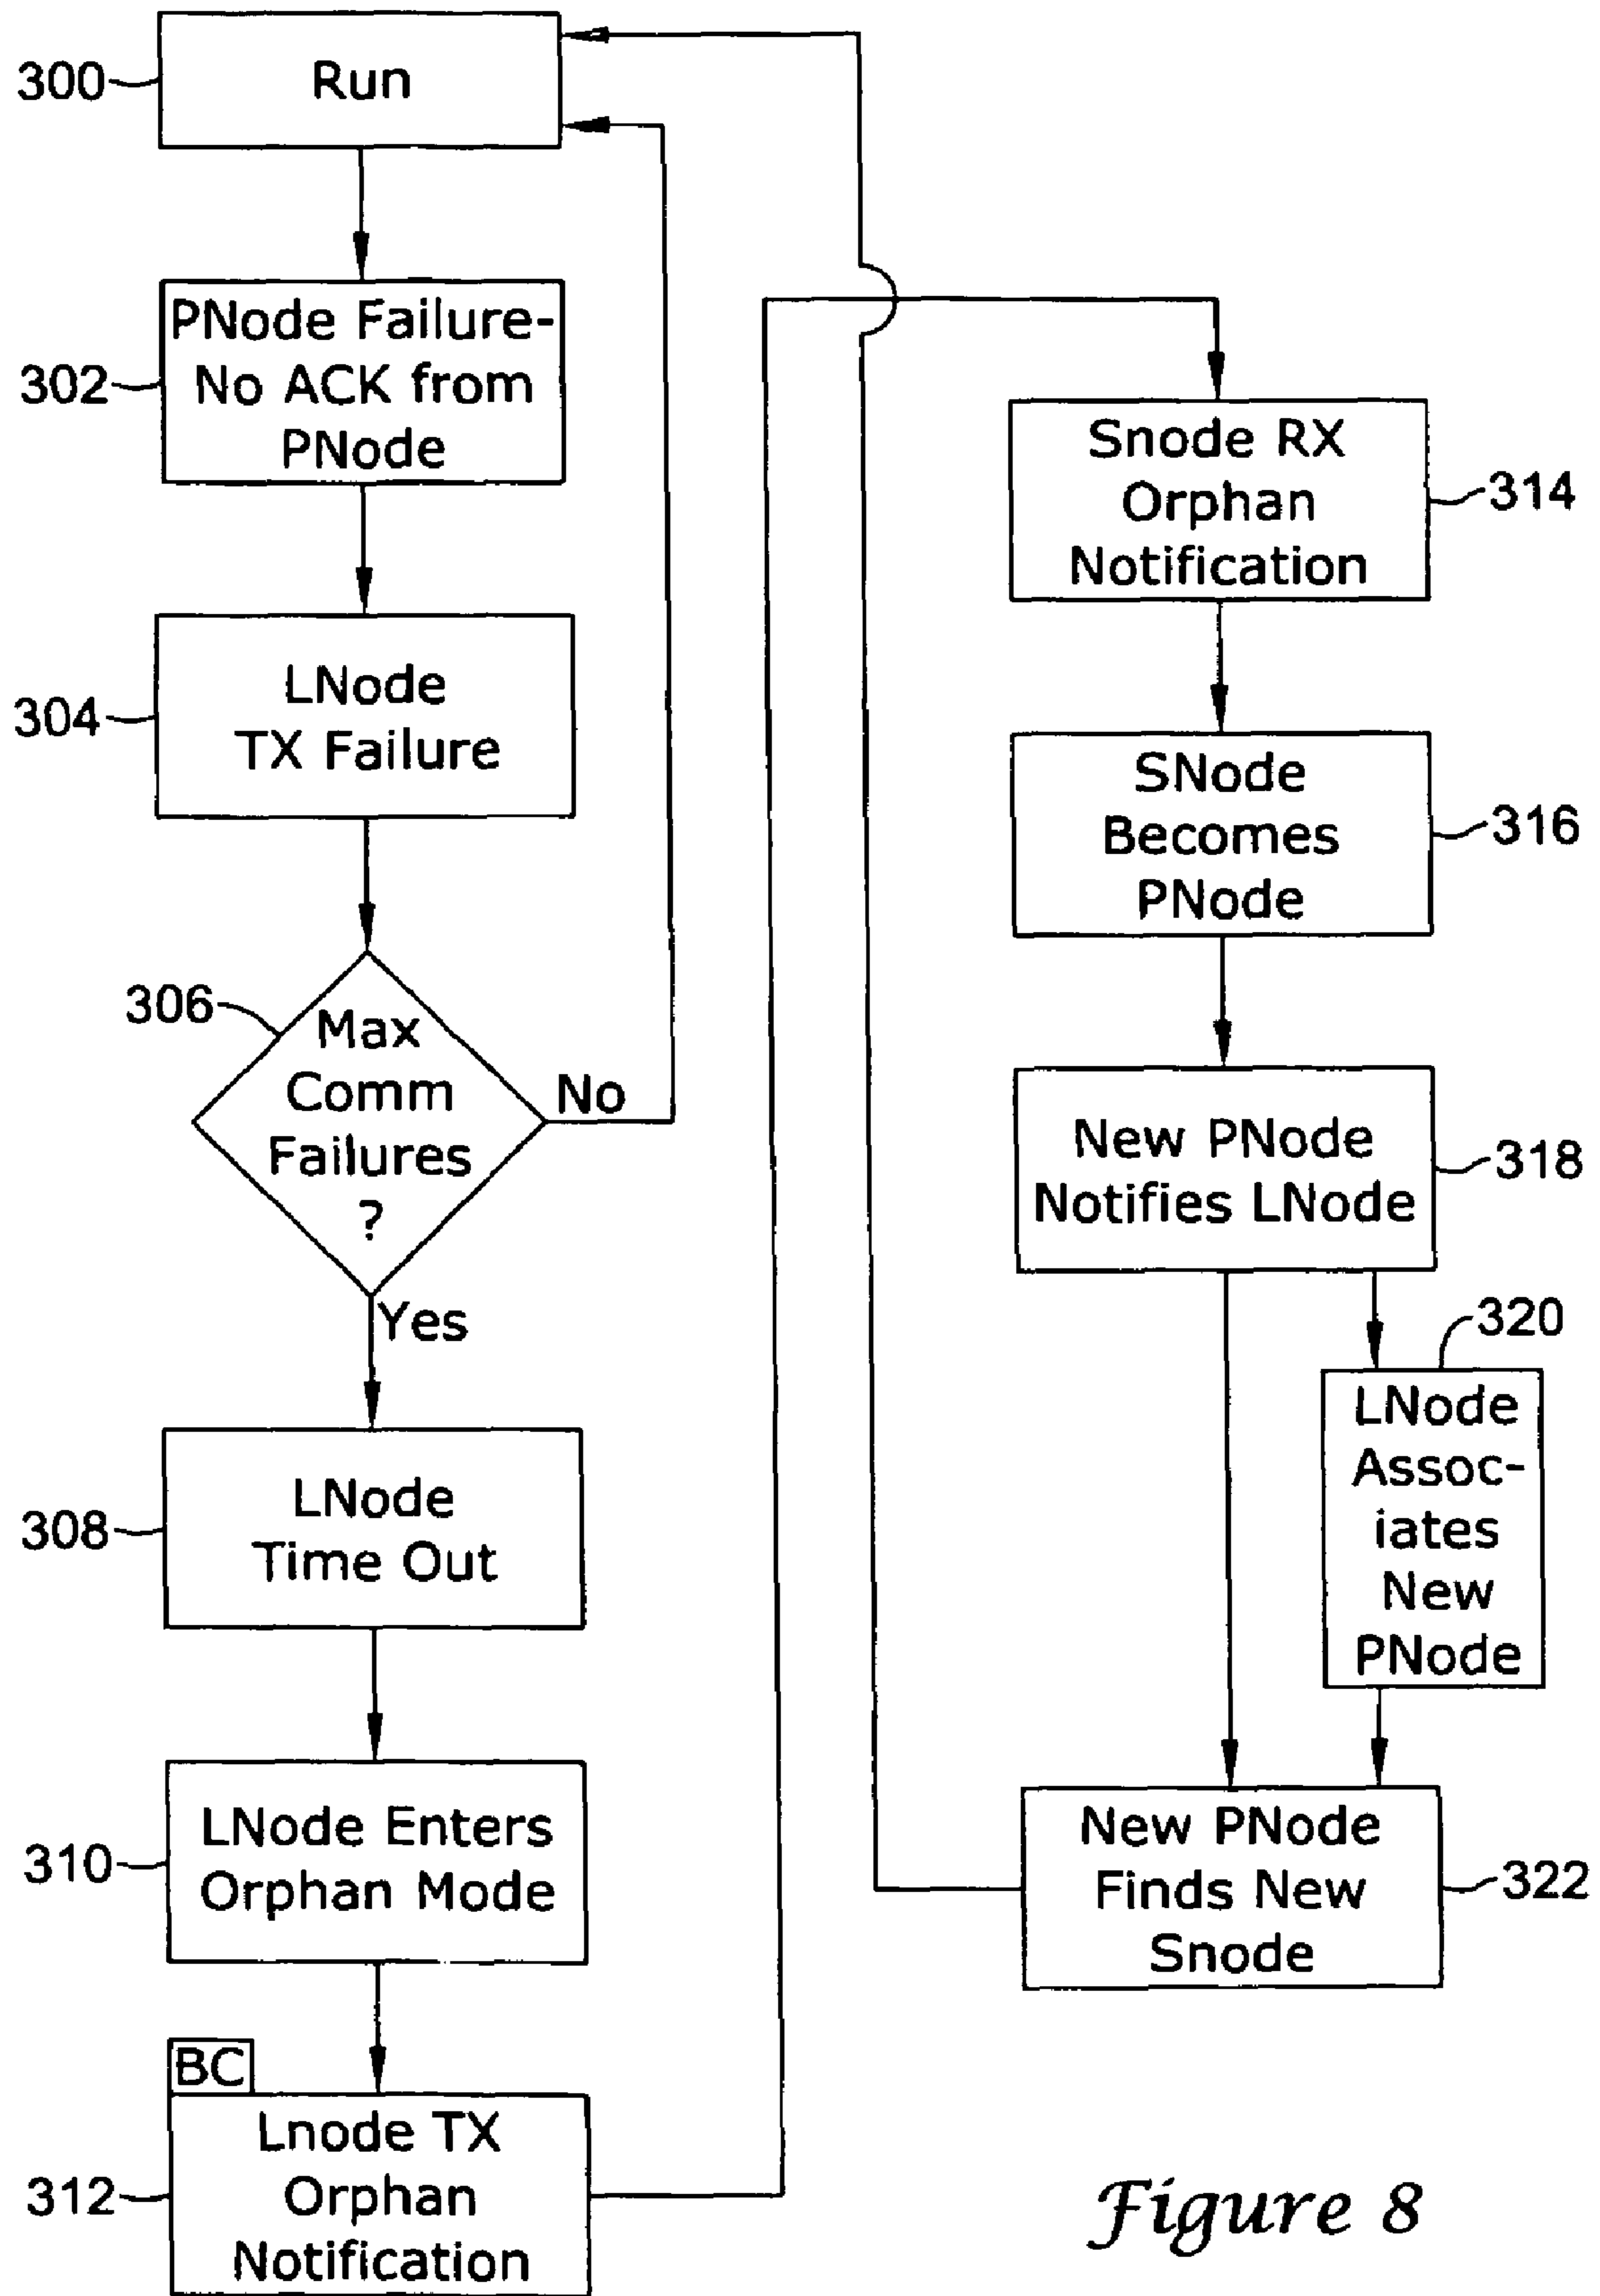 300
Run
302
PNode Failure-
No ACK from
PNode
304
LNode
TX Failure
306
Max
Comm
Failures
?
No
Yes
308
LNode
Time Out
310
LNode Enters
Orphan Mode
BC
312
Lnode TX
Orphan
Notification
Snode RX
Orphan
Notification
314
SNode
Becomes
PNode
316
New PNode
Notifies LNode
318
320
LNode
Assoc-
iates
New
PNode
New PNode
Finds New
Snode
322
Figure 8